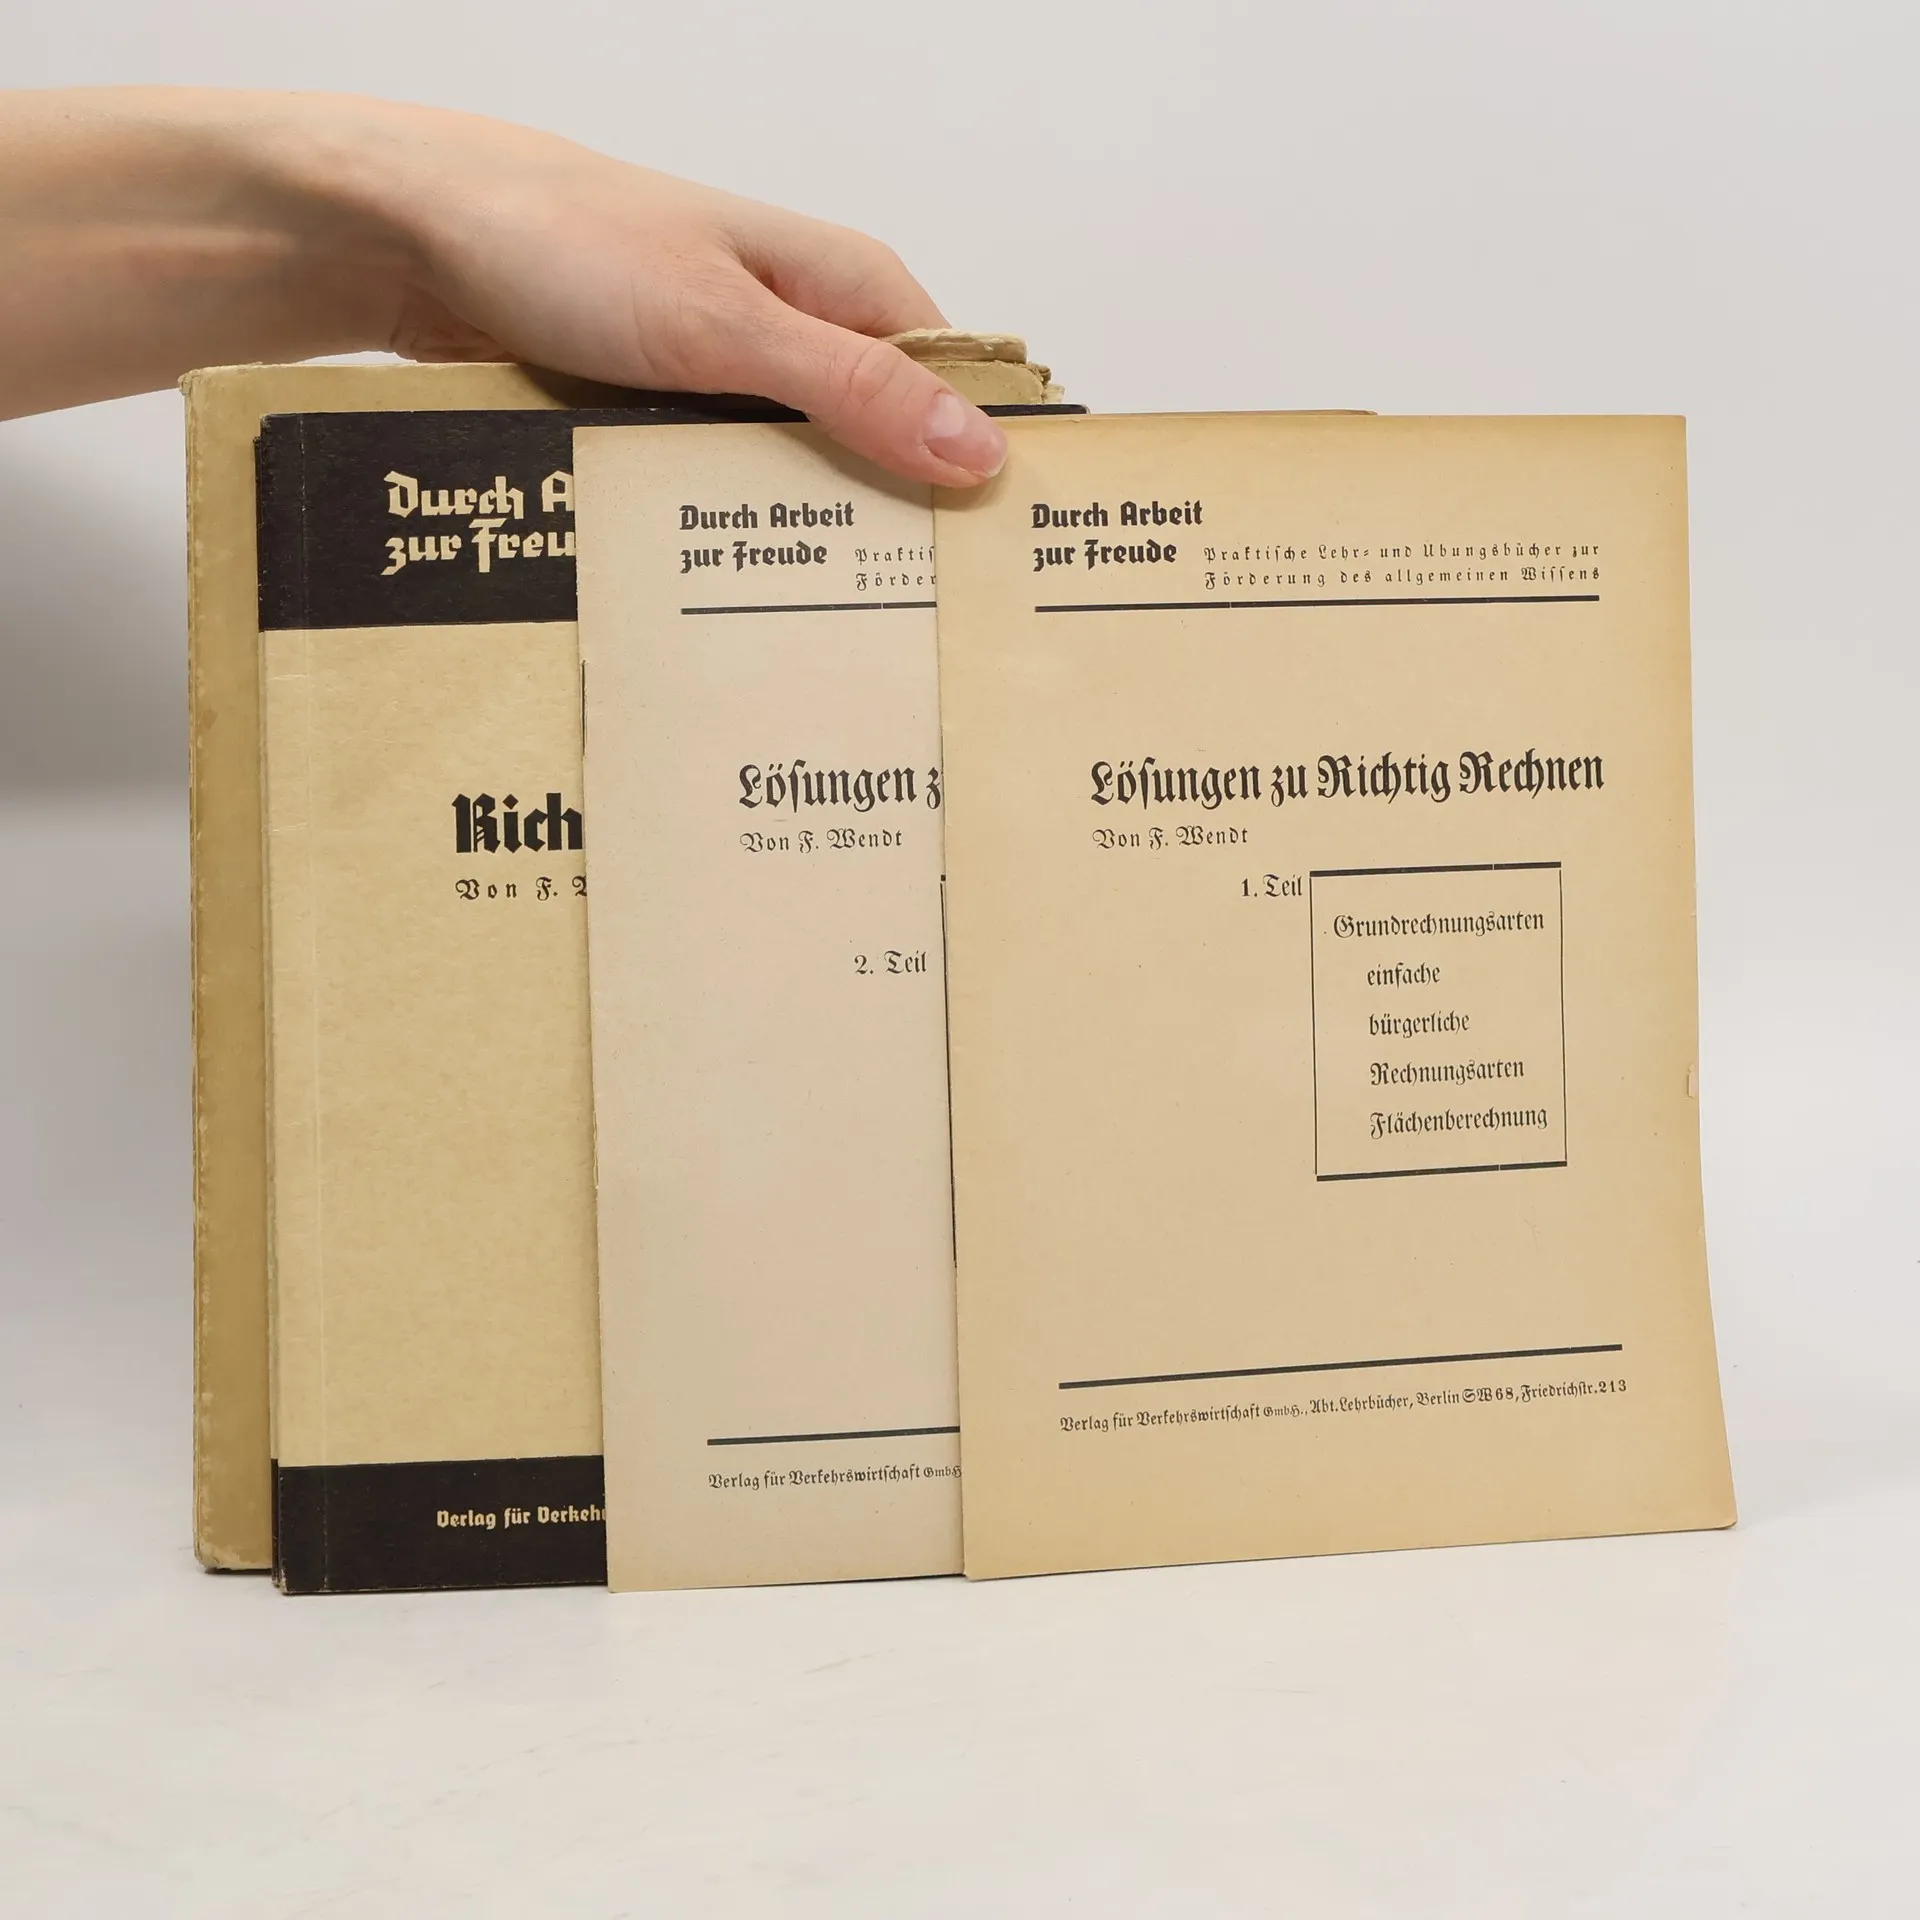 Durch A
zur Freu
Rich
Von F.
Verlag für Verkeh
Durch Arbeit
zur Freude
Praktis
Förder
Lösungen z
Von F. Wendt
2. Teil
Verlag für Verkehrswirtschaft GmbH
Durch Arbeit
zur Freude
Praktische Lehr- und Übungsbücher zur
Förderung des allgemeinen Wissens
Lösungen zu Richtig Rechnen
Von F. Wendt
1. Teil
Grundrechnungsarten
einfache
bürgerliche
Rechnungsarten
Flächenberechnung
Verlag für Verkehrswirtschaft GmbH., Abt. Lehrbücher, Berlin SW 68, Friedrichstr. 213